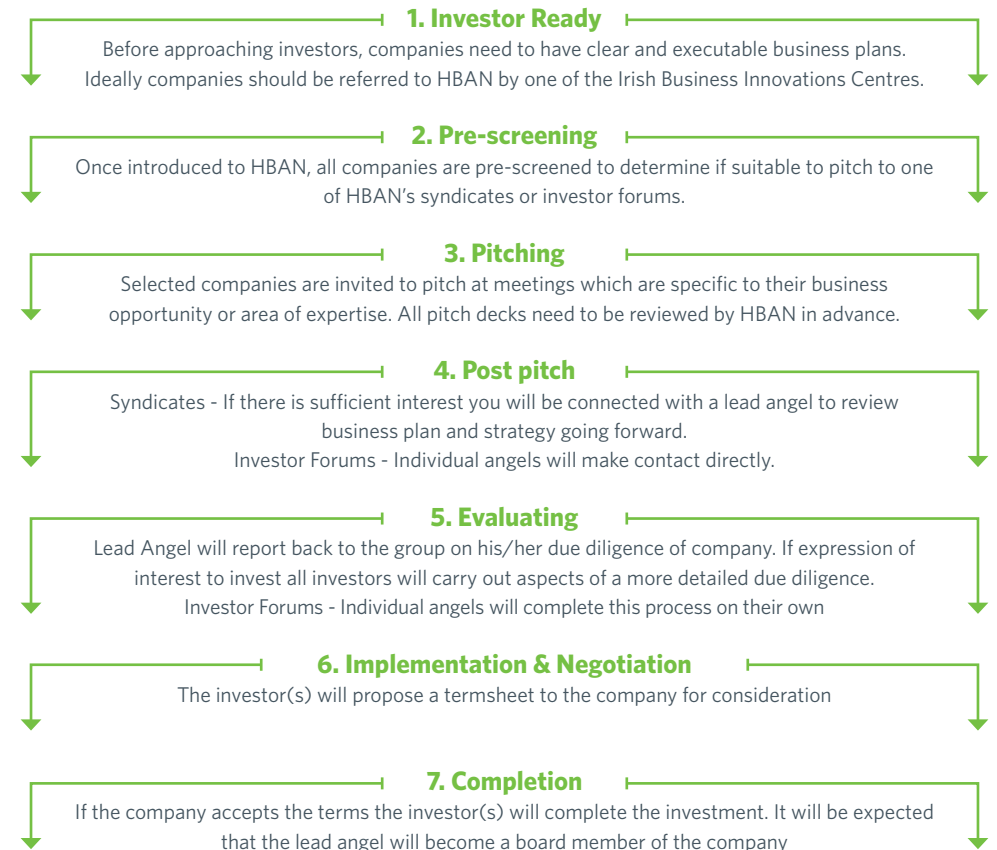 1. Investor Ready
Before approaching investors, companies need to have clear and executable business plans.
Ideally companies should be referred to HBAN by one of the Irish Business Innovations Centres.
2. Pre-screening
Once introduced to HBAN, all companies are pre-screened to determine if suitable to pitch to one
of HBAN's syndicates or investor forums.
3. Pitching
Selected companies are invited to pitch at meetings which are specific to their business
opportunity or area of expertise. All pitch decks need to be reviewed by HBAN in advance.
4. Post pitch
Syndicates - If there is sufficient interest you will be connected with a lead angel to review
business plan and strategy going forward.
Investor Forums - Individual angels will make contact directly.
5. Evaluating
Lead Angel will report back to the group on his/her due diligence of company. If expression of
interest to invest all investors will carry out aspects of a more detailed due diligence.
Investor Forums - Individual angels will complete this process on their own
6. Implementation & Negotiation
The investor(s) will propose a termsheet to the company for consideration
7. Completion
If the company accepts the terms the investor(s) will complete the investment. It will be expected
that the lead angel will become a board member of the company